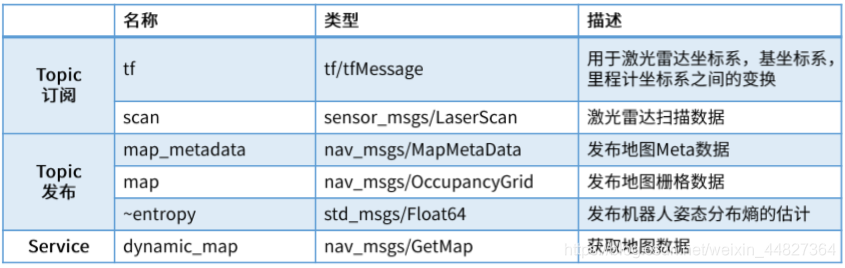 名称 类型 描述
Topic 订阅 tf tf/tfMessage 用于激光雷达坐标系，基坐标系，
里程计坐标系之间的变换
scan sensor_msgs/LaserScan 激光雷达扫描数据
Topic 发布 map_metadata nav_msgs/MapMetaData 发布地图Meta数据
map nav_msgs/OccupancyGrid 发布地图栅格数据
~entropy std_msgs/Float64 发布机器人姿态分布熵的估计
Service dynamic_map nav_msgs/GetMap 获取地图数据